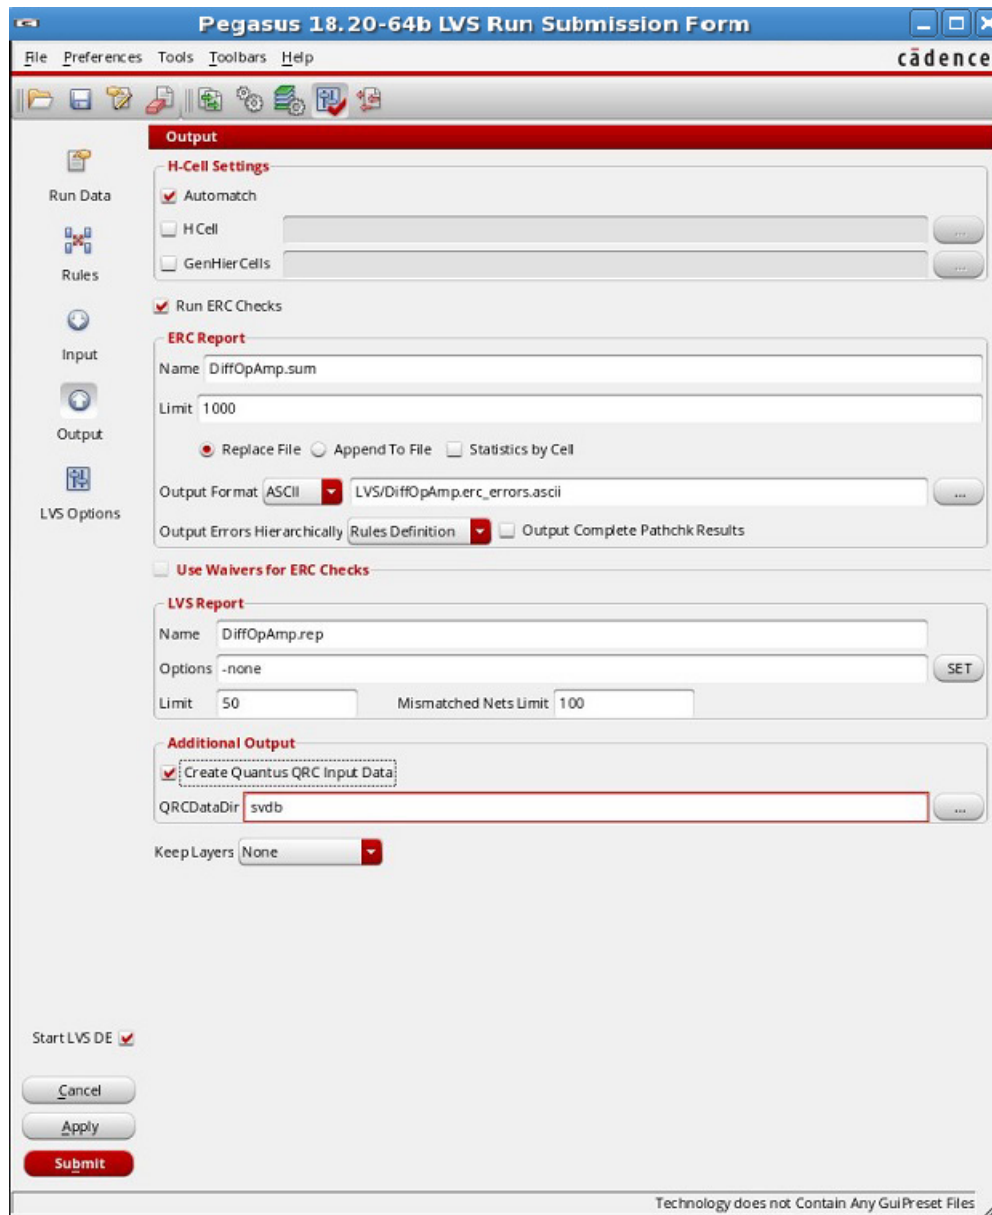 Pegasus 18.20-64b LVS Run Submission Form
File Preferences Tools Toolbars Help
cādence
Output
Run Data
Rules
Input
Output
LVS Options
H-Cell Settings
Automatch
H Cell
...
GenHierCells
...
Run ERC Checks
ERC Report
Name DiffOpAmp.sum
Limit 1000
Replace File Append To File Statistics by Cell
Output Format ASCII LVS/DiffOpAmp.erc_errors.ascii ...
Output Errors Hierarchically Rules Definition Output Complete Pathchk Results
Use Waivers for ERC Checks
LVS Report
Name DiffOpAmp.rep
Options -none SET
Limit 50 Mismatched Nets Limit 100
Additional Output
Create Quantus QRC Input Data
QRCDataDir svdb ...
Keep Layers None
Start LVS DE
Cancel
Apply
Submit
Technology does not Contain Any GuiPreset Files